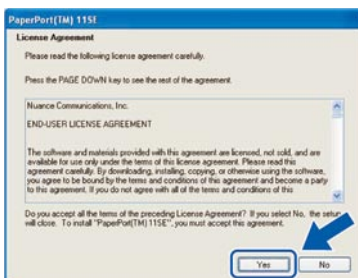 PaperPort(TM) 11SE
License Agreement
Please read the following license agreement carefully.
Press the PAGE DOWN key to see the rest of the agreement.
Nuance Communications, Inc.
END-USER LICENSE AGREEMENT
The software and materials provided with this agreement are licensed, not sold, and are
available for use only under the terms of this license agreement. Please read this
agreement carefully. By downloading, installing, copying, or otherwise using the software,
you agree to be bound by the terms and conditions of this agreement and become a party
to this agreement. If you do not agree with all of the terms and conditions of this
Do you accept all the terms of the preceding License Agreement? If you select No, the setup
will close. To install "PaperPort(TM) 11SE", you must accept this agreement.
Yes
No